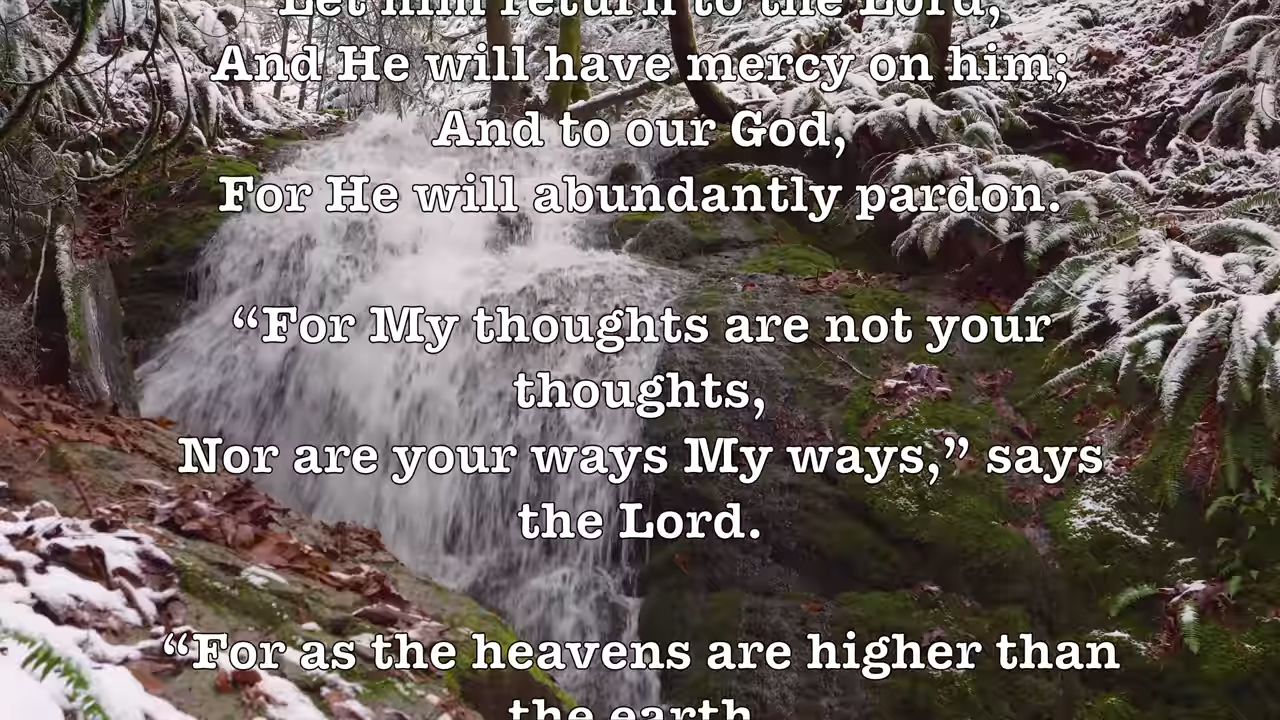 Let him return to the Lord,
And He will have mercy on him;
And to our God,
For He will abundantly pardon.
“For My thoughts are not your
thoughts,
Nor are your ways My ways,” says
the Lord.
“For as the heavens are higher than
the earth,